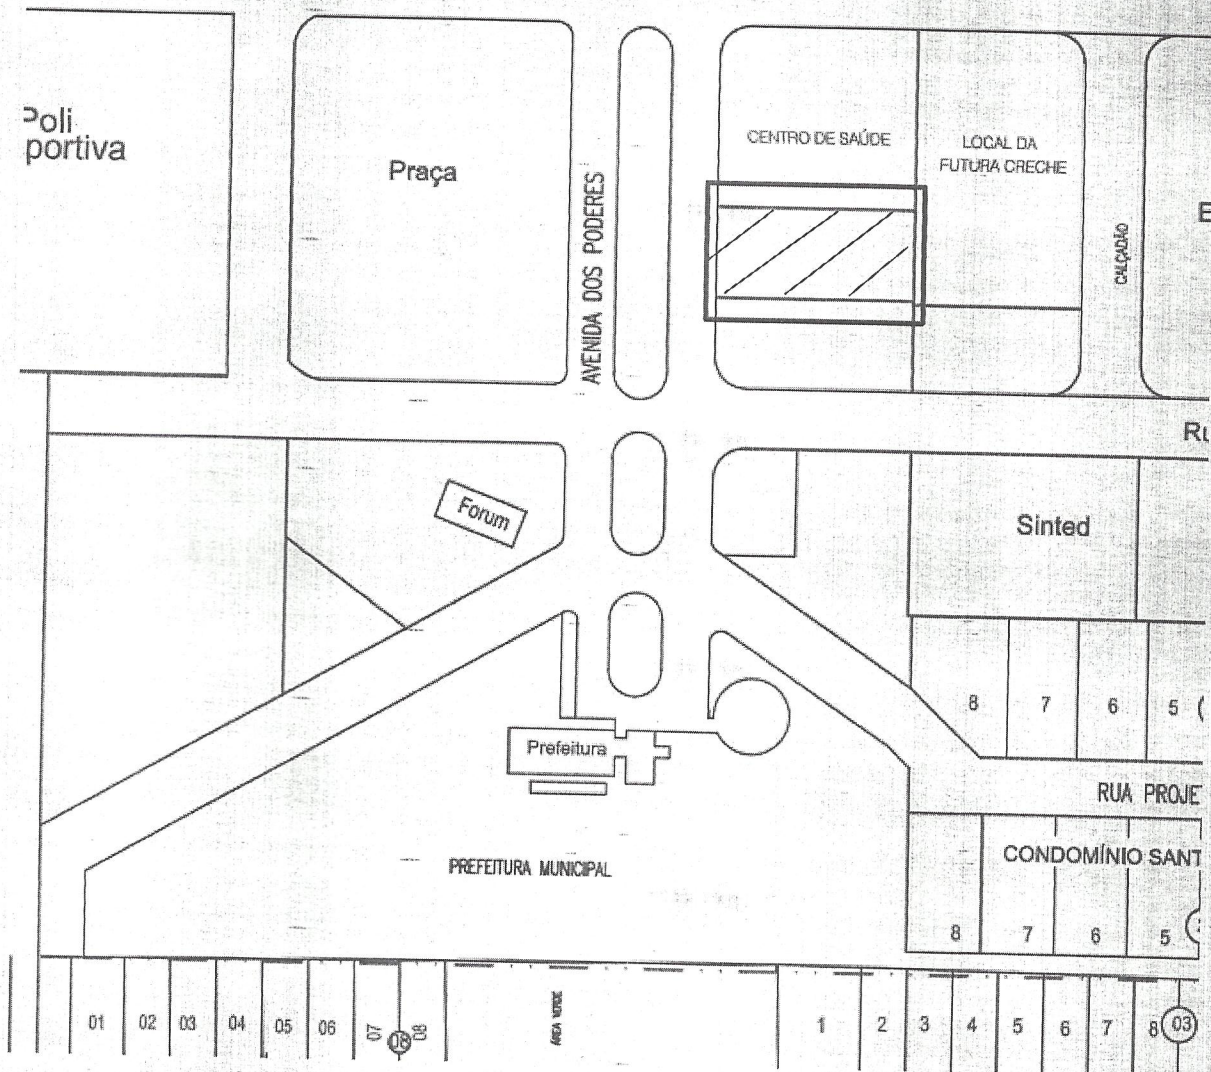 Poli
portiva
Praça
AVENIDA DOS PODERES
CENTRO DE SAÚDE
LOCAL DA
FUTURA CRECHE
CALÇADÃO
E
Forum
Sinted
8
7
6
5
Prefeitura
RUA PROJE
PREFEITURA MUNICIPAL
CONDOMÍNIO SANT
8
7
6
5
01
02
03
04
05
06
07
08
08
ÁREA VERDE
1
2
3
4
5
6
7
8
03